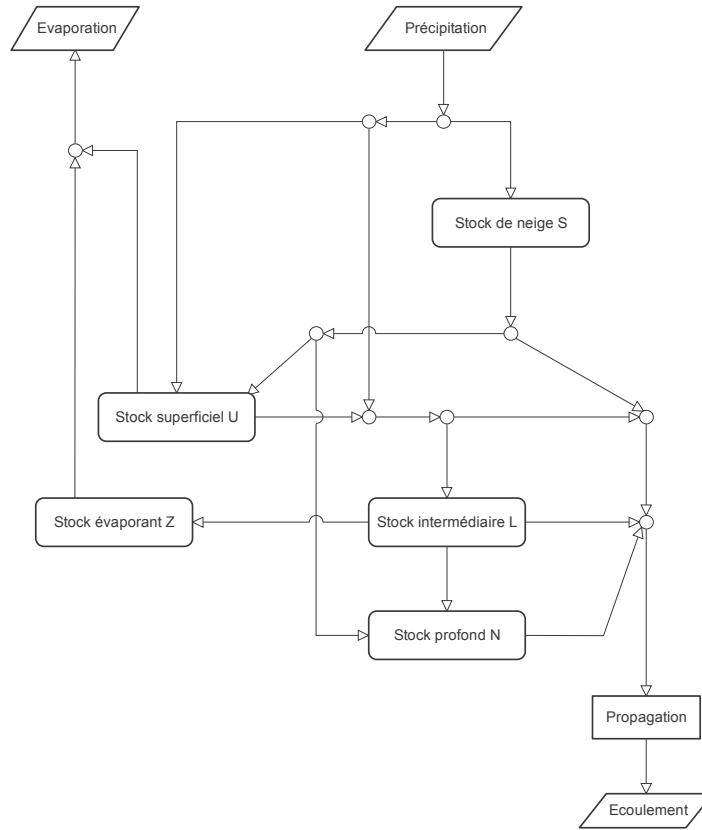 Evaporation
Précipitation
Stock de neige S
Stock superficiel U
Stock évaporant Z
Stock intermédiaire L
Stock profond N
Propagation
Ecoulement